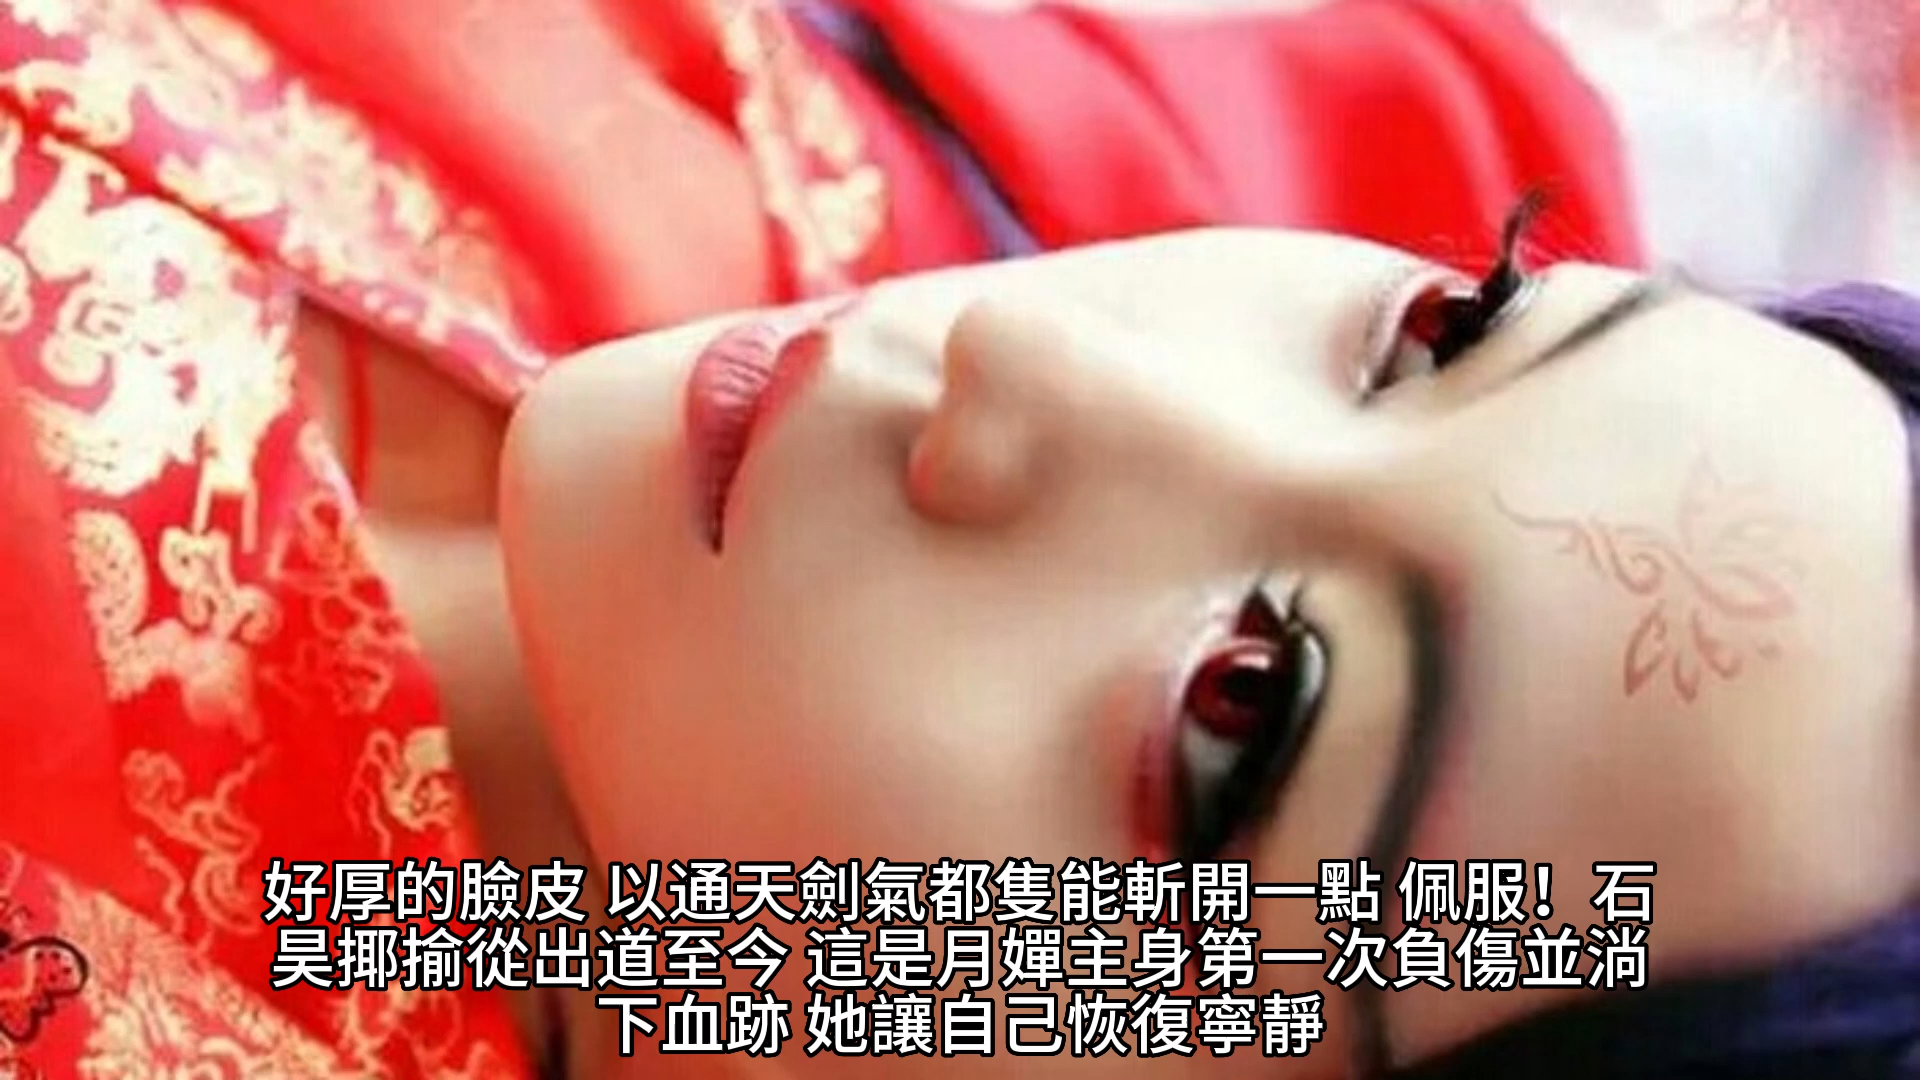 好厚的臉皮 以通天劍氣都隻能斬開一點 佩服！石
昊揶揄從出道至今 這是月嬋主身第一次負傷並淌
下血跡 她讓自己恢復寧靜